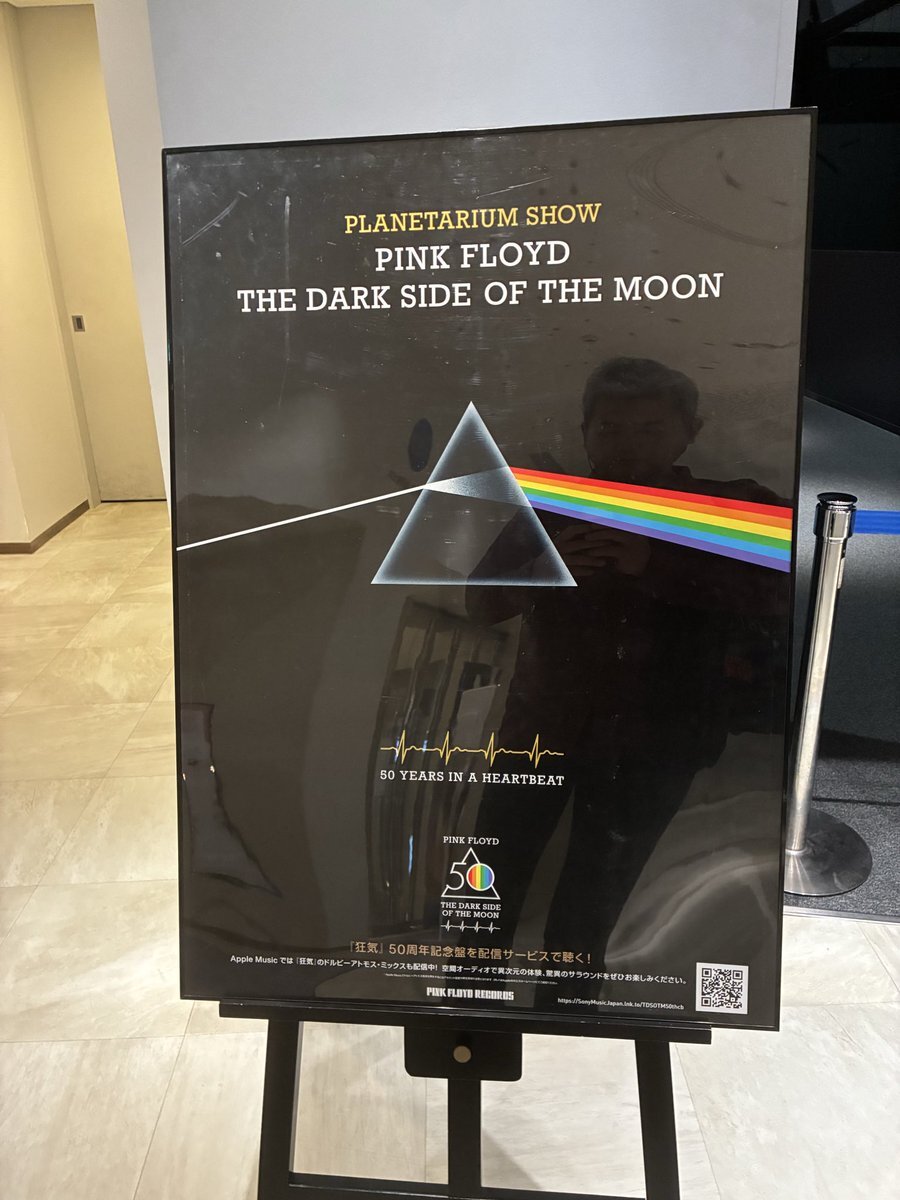 PLANETARIUM SHOW
PINK FLOYD
THE DARK SIDE OF THE MOON
50 YEARS IN A HEARTBEAT
PINK FLOYD
50
THE DARK SIDE
OF THE MOON
『狂気』50周年記念盤を配信サービスで聴く!
Apple Music では『狂気』のドルビーアトモス・ミックスも配信中! 空間オーディオで異次元の体験、驚異のサラウンドをぜひお楽しみください。
PINK FLOYD RECORDS
https://SonyMusicJapan.lnk.to/TDSOTM50thcb